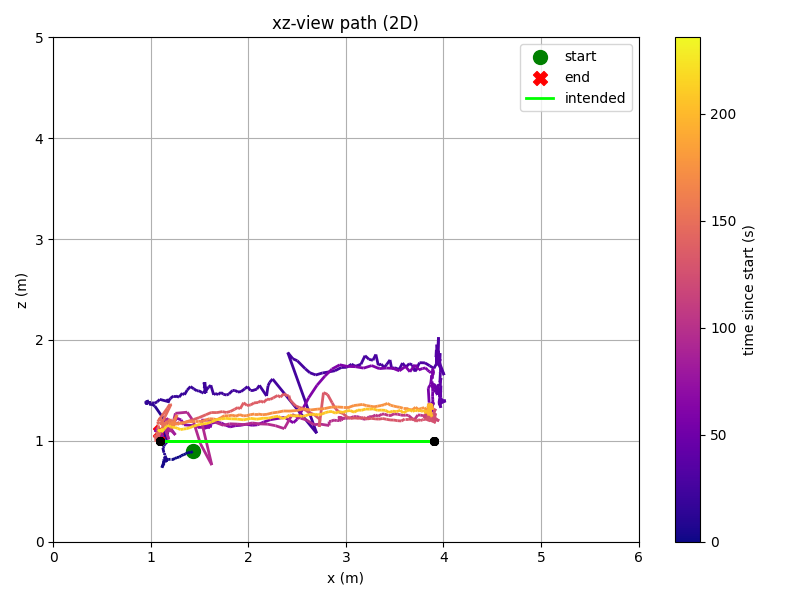 xz-view path (2D)
start
end
intended
5
4
3
2
1
0
z (m)
0 1 2 3 4 5 6
x (m)
200
150
100
50
0
time since start (s)